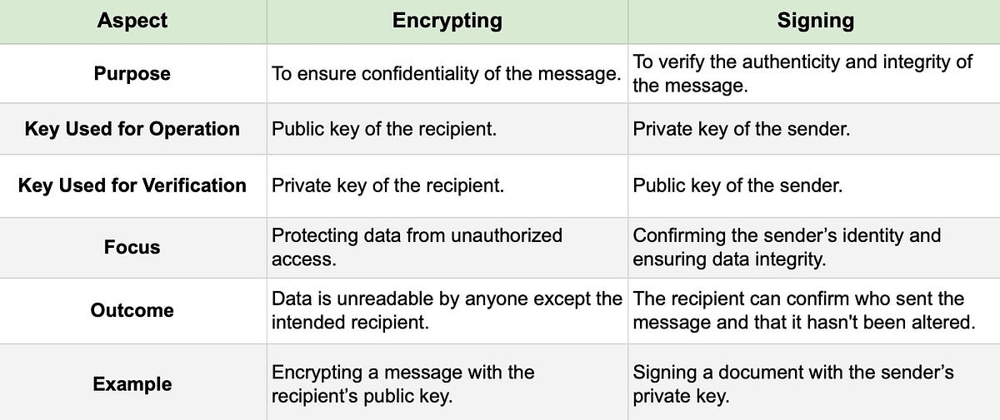 Aspect Encrypting Signing
Purpose To ensure confidentiality of the message. To verify the authenticity and integrity of
the message.
Key Used for Operation Public key of the recipient. Private key of the sender.
Key Used for Verification Private key of the recipient. Public key of the sender.
Focus
Protecting data from unauthorized
access.
Confirming the sender’s identity and
ensuring data integrity.
Outcome
Data is unreadable by anyone except the
intended recipient.
The recipient can confirm who sent the
message and that it hasn't been altered.
Example
Encrypting a message with the
recipient’s public key.
Signing a document with the sender’s
private key.